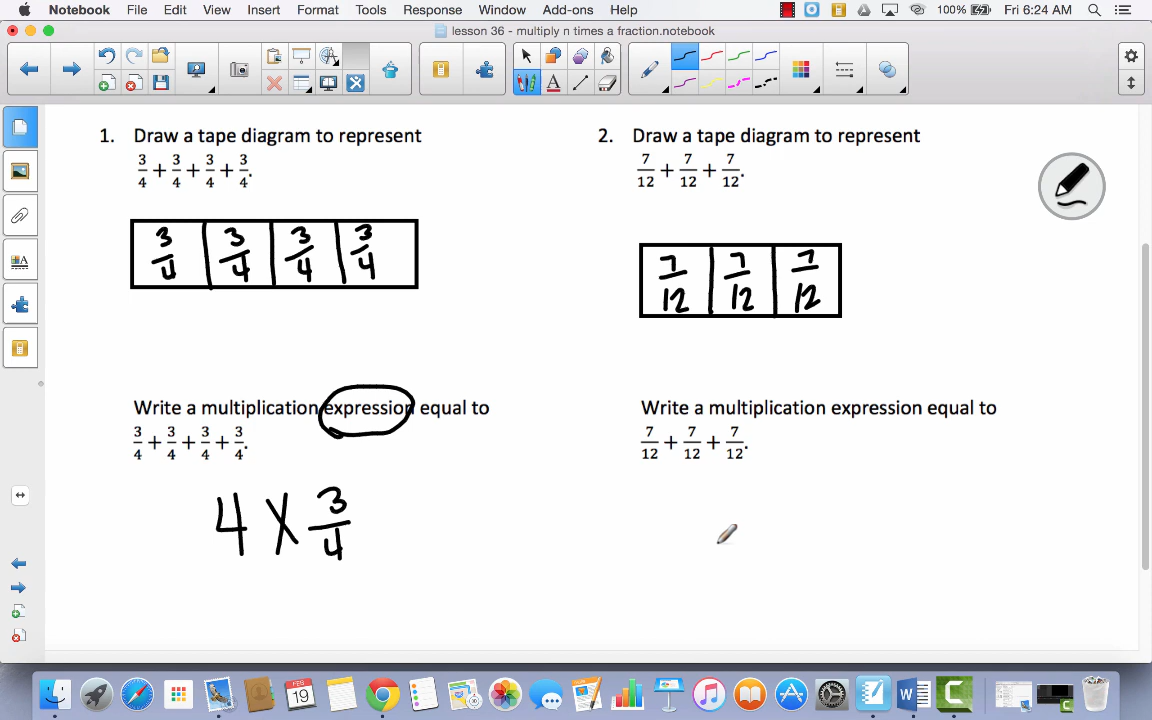 Notebook File Edit View Insert Format Tools Response Window Add-ons Help 100% Fri 6:24 AM
lesson 36 - multiply n times a fraction.notebook
1. Draw a tape diagram to represent
3/4 + 3/4 + 3/4 + 3/4.
3/4 3/4 3/4 3/4
Write a multiplication expression equal to
3/4 + 3/4 + 3/4 + 3/4.
4 X 3/4
2. Draw a tape diagram to represent
7/12 + 7/12 + 7/12.
7/12 7/12 7/12
Write a multiplication expression equal to
7/12 + 7/12 + 7/12.
FEB
19